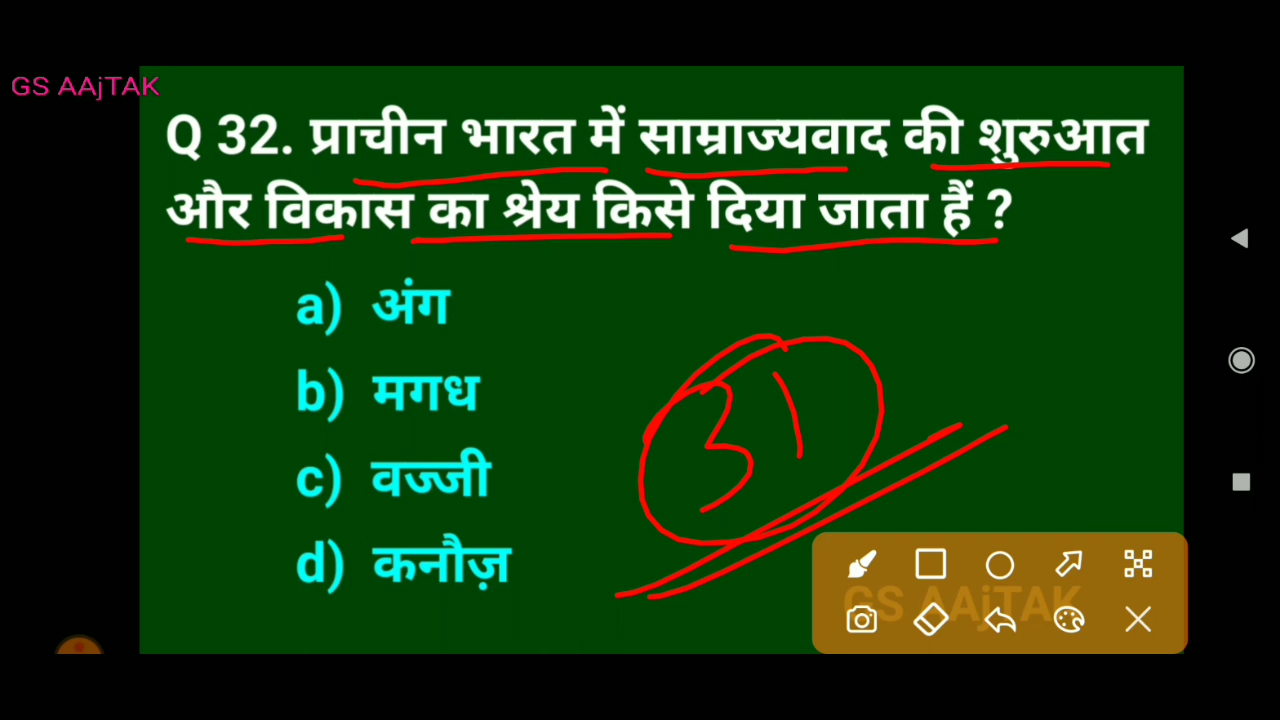 GS AAjTAK
Q 32. प्राचीन भारत में साम्राज्यवाद की शुरुआत
और विकास का श्रेय किसे दिया जाता हैं ?
a) अंग
b) मगध
c) वज्जी
d) कनौज़
31
GS AAjTAK